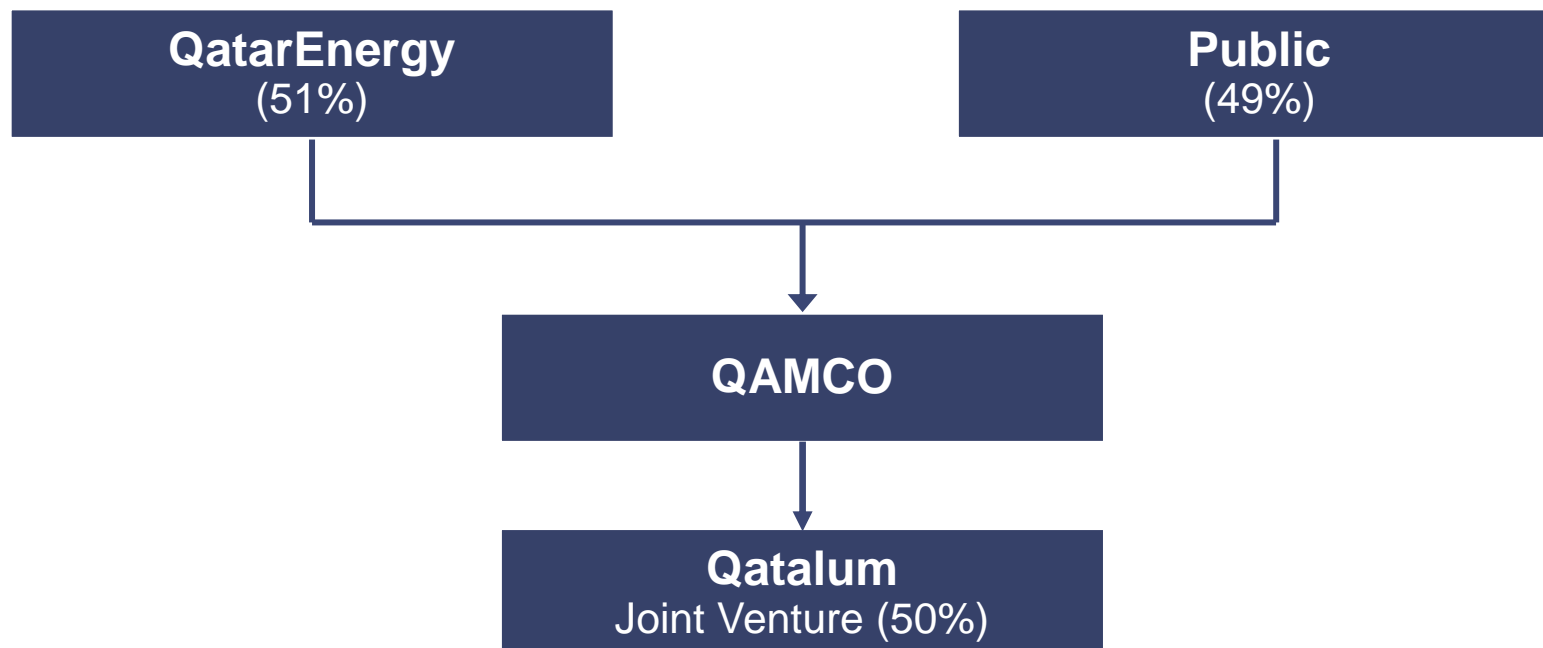 QatarEnergy
(51%)
Public
(49%)
QAMCO
Qatalum
Joint Venture (50%)